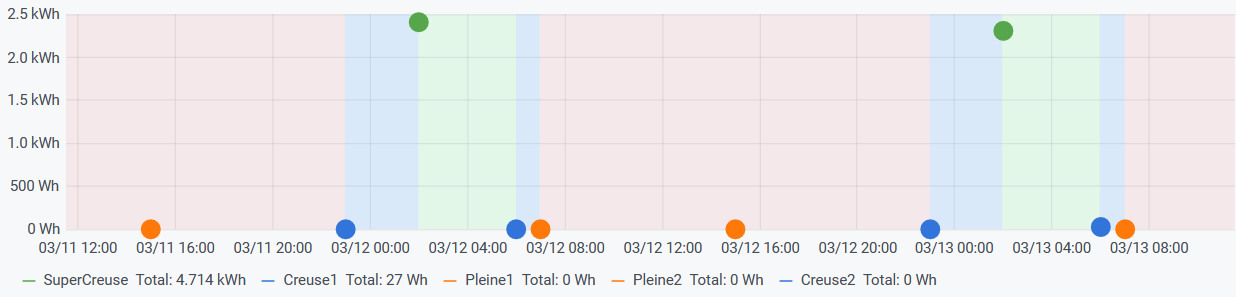 2.5 kWh
2.0 kWh
1.5 kWh
1.0 kWh
500 Wh
0 Wh
03/11 12:00 03/11 16:00 03/11 20:00 03/12 00:00 03/12 04:00 03/12 08:00 03/12 12:00 03/12 16:00 03/12 20:00 03/13 00:00 03/13 04:00 03/13 08:00
SuperCreuse Total: 4.714 kWh Creuse1 Total: 27 Wh Pleine1 Total: 0 Wh Pleine2 Total: 0 Wh Creuse2 Total: 0 Wh